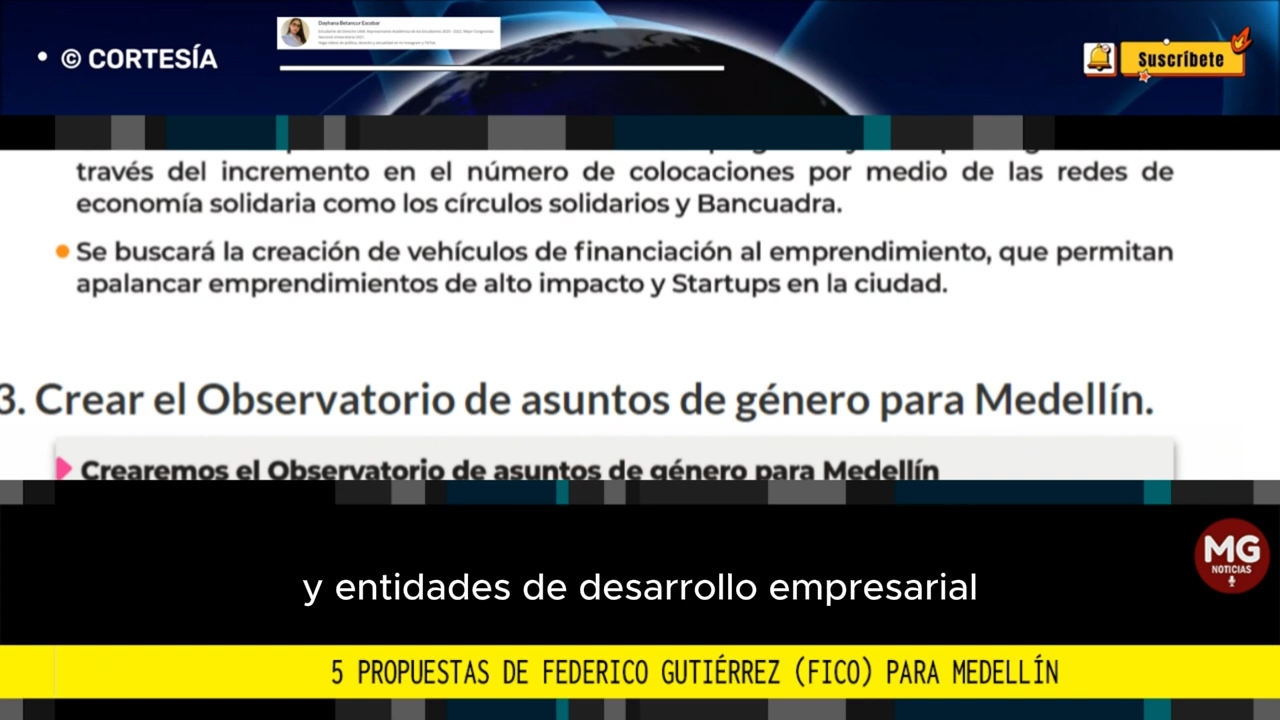 • © CORTESÍA
Dayhana Betancur Escobar
Suscríbete
través del incremento en el número de colocaciones por medio de las redes de
economía solidaria como los círculos solidarios y Bancuadra.
Se buscará la creación de vehículos de financiación al emprendimiento, que permitan
apalancar emprendimientos de alto impacto y Startups en la ciudad.
3. Crear el Observatorio de asuntos de género para Medellín.
Crearemos el Observatorio de asuntos de género para Medellín
MG
NOTICIAS
y entidades de desarrollo empresarial
5 PROPUESTAS DE FEDERICO GUTIÉRREZ (FICO) PARA MEDELLÍN